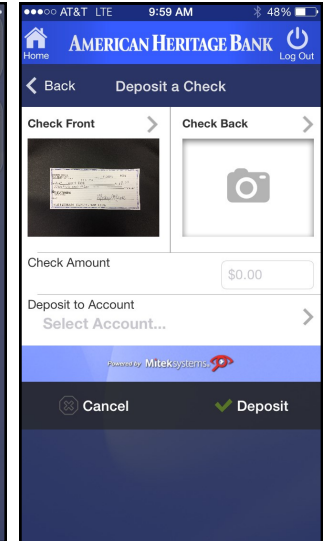 AT&T LTE 9:59 AM 48%
Home AMERICAN HERITAGE BANK Log Out
Back Deposit a Check
Check Front Check Back
Check Amount $0.00
Deposit to Account
Select Account...
Powered by Miteksystems
Cancel Deposit